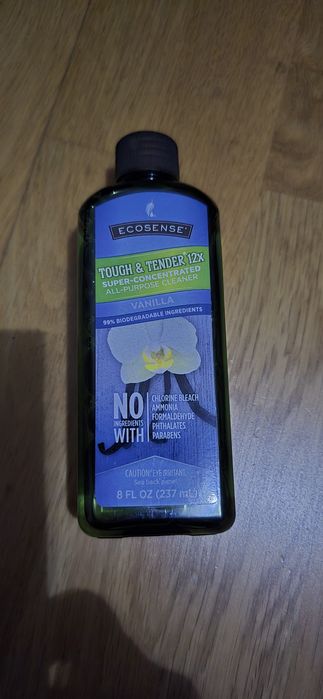 ECOSENSE®
TOUGH & TENDER® 12X
SUPER-CONCENTRATED
ALL-PURPOSE CLEANER
VANILLA
99% BIODEGRADABLE INGREDIENTS
NO
INGREDIENTS
WITH
CHLORINE BLEACH
AMMONIA
FORMALDEHYDE
PHTHALATES
PARABENS
CAUTION: EYE IRRITANT.
See back panel.
8 FL OZ (237 mL)